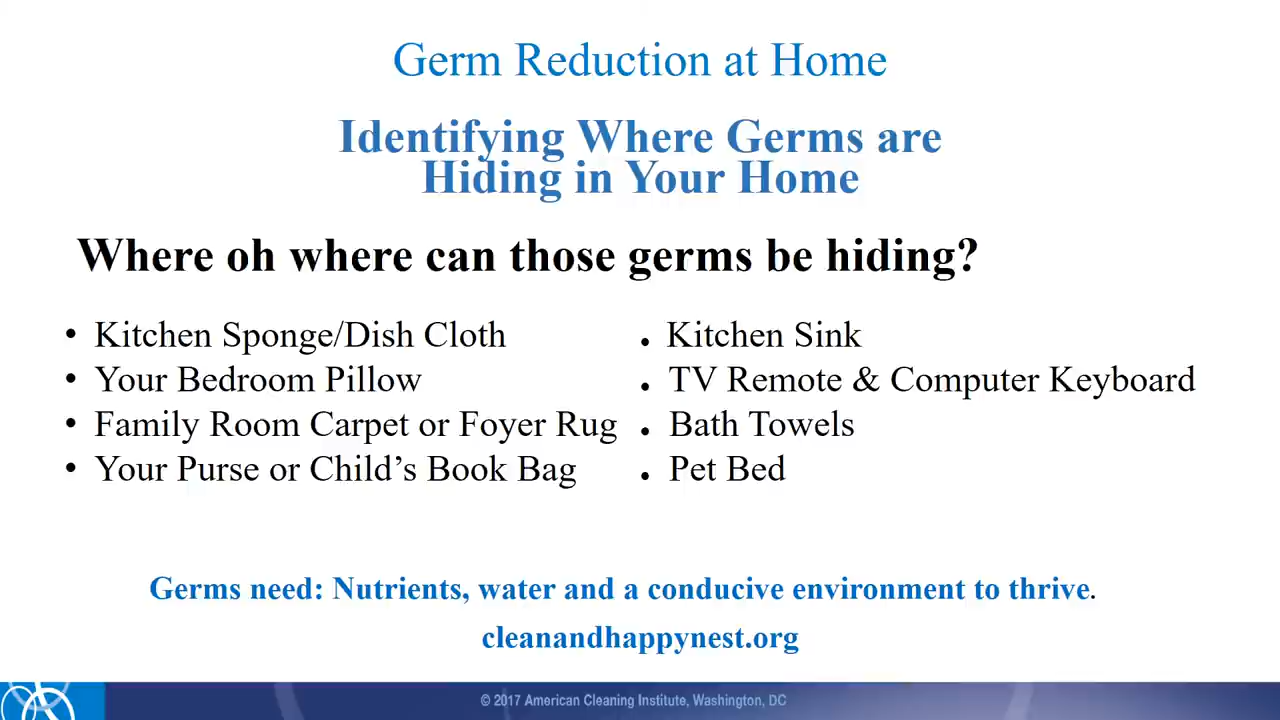 Germ Reduction at Home
Identifying Where Germs are
Hiding in Your Home
Where oh where can those germs be hiding?
• Kitchen Sponge/Dish Cloth
• Your Bedroom Pillow
• Family Room Carpet or Foyer Rug
• Your Purse or Child’s Book Bag
• Kitchen Sink
• TV Remote & Computer Keyboard
• Bath Towels
• Pet Bed
Germs need: Nutrients, water and a conducive environment to thrive.
cleanandhappynest.org
© 2017 American Cleaning Institute, Washington, DC